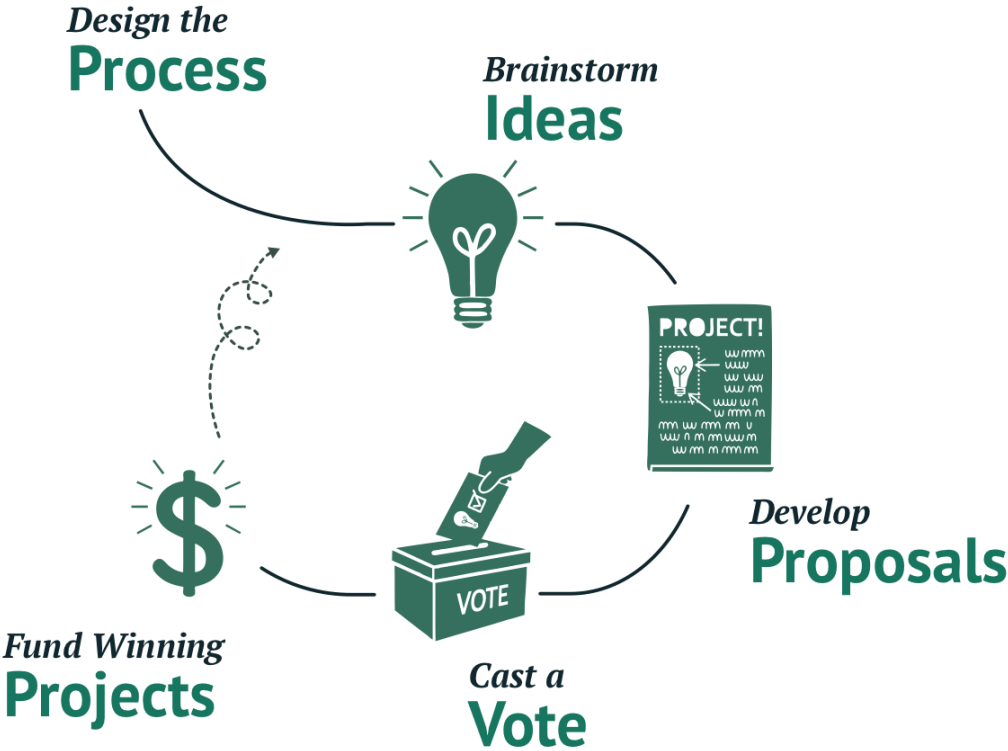 Design the
Process
Brainstorm
Ideas
PROJECT!
Develop
Proposals
VOTE
Cast a
Vote
Fund Winning
Projects